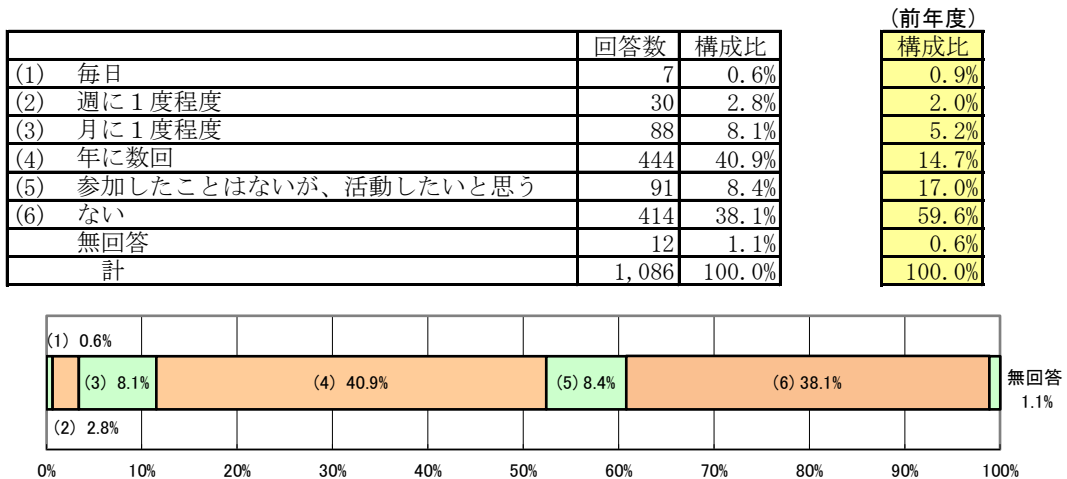 (前年度)
回答数 構成比 構成比
(1) 毎日 7 0.6% 0.9%
(2) 週に１度程度 30 2.8% 2.0%
(3) 月に１度程度 88 8.1% 5.2%
(4) 年に数回 444 40.9% 14.7%
(5) 参加したことはないが、活動したいと思う 91 8.4% 17.0%
(6) ない 414 38.1% 59.6%
無回答 12 1.1% 0.6%
計 1,086 100.0% 100.0%
(1) 0.6%
(3) 8.1% (4) 40.9% (5) 8.4% (6) 38.1% 無回答
1.1%
(2) 2.8%
0% 10% 20% 30% 40% 50% 60% 70% 80% 90% 100%